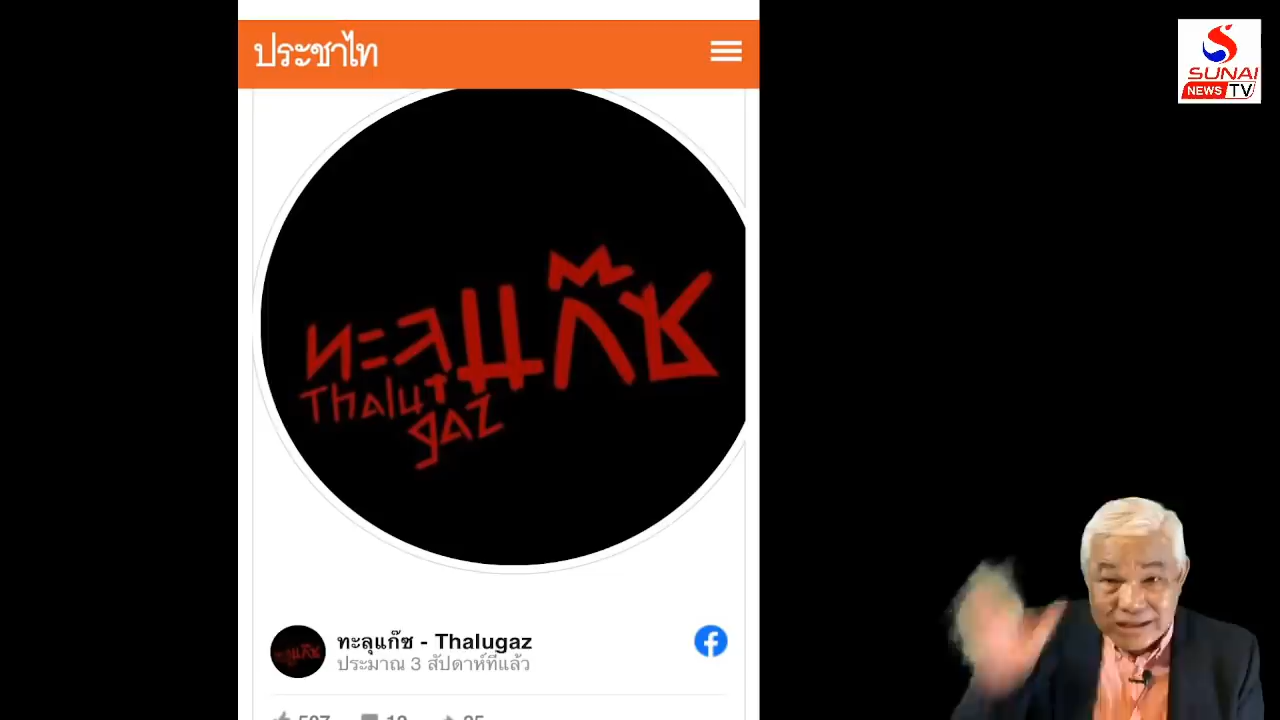 ประชาไท
SUNAI
NEWS TV
ทะลุแก๊ซ
Thalu
gaz
ทะลุแก๊ซ - Thalugaz
ประมาณ 3 สัปดาห์ที่แล้ว